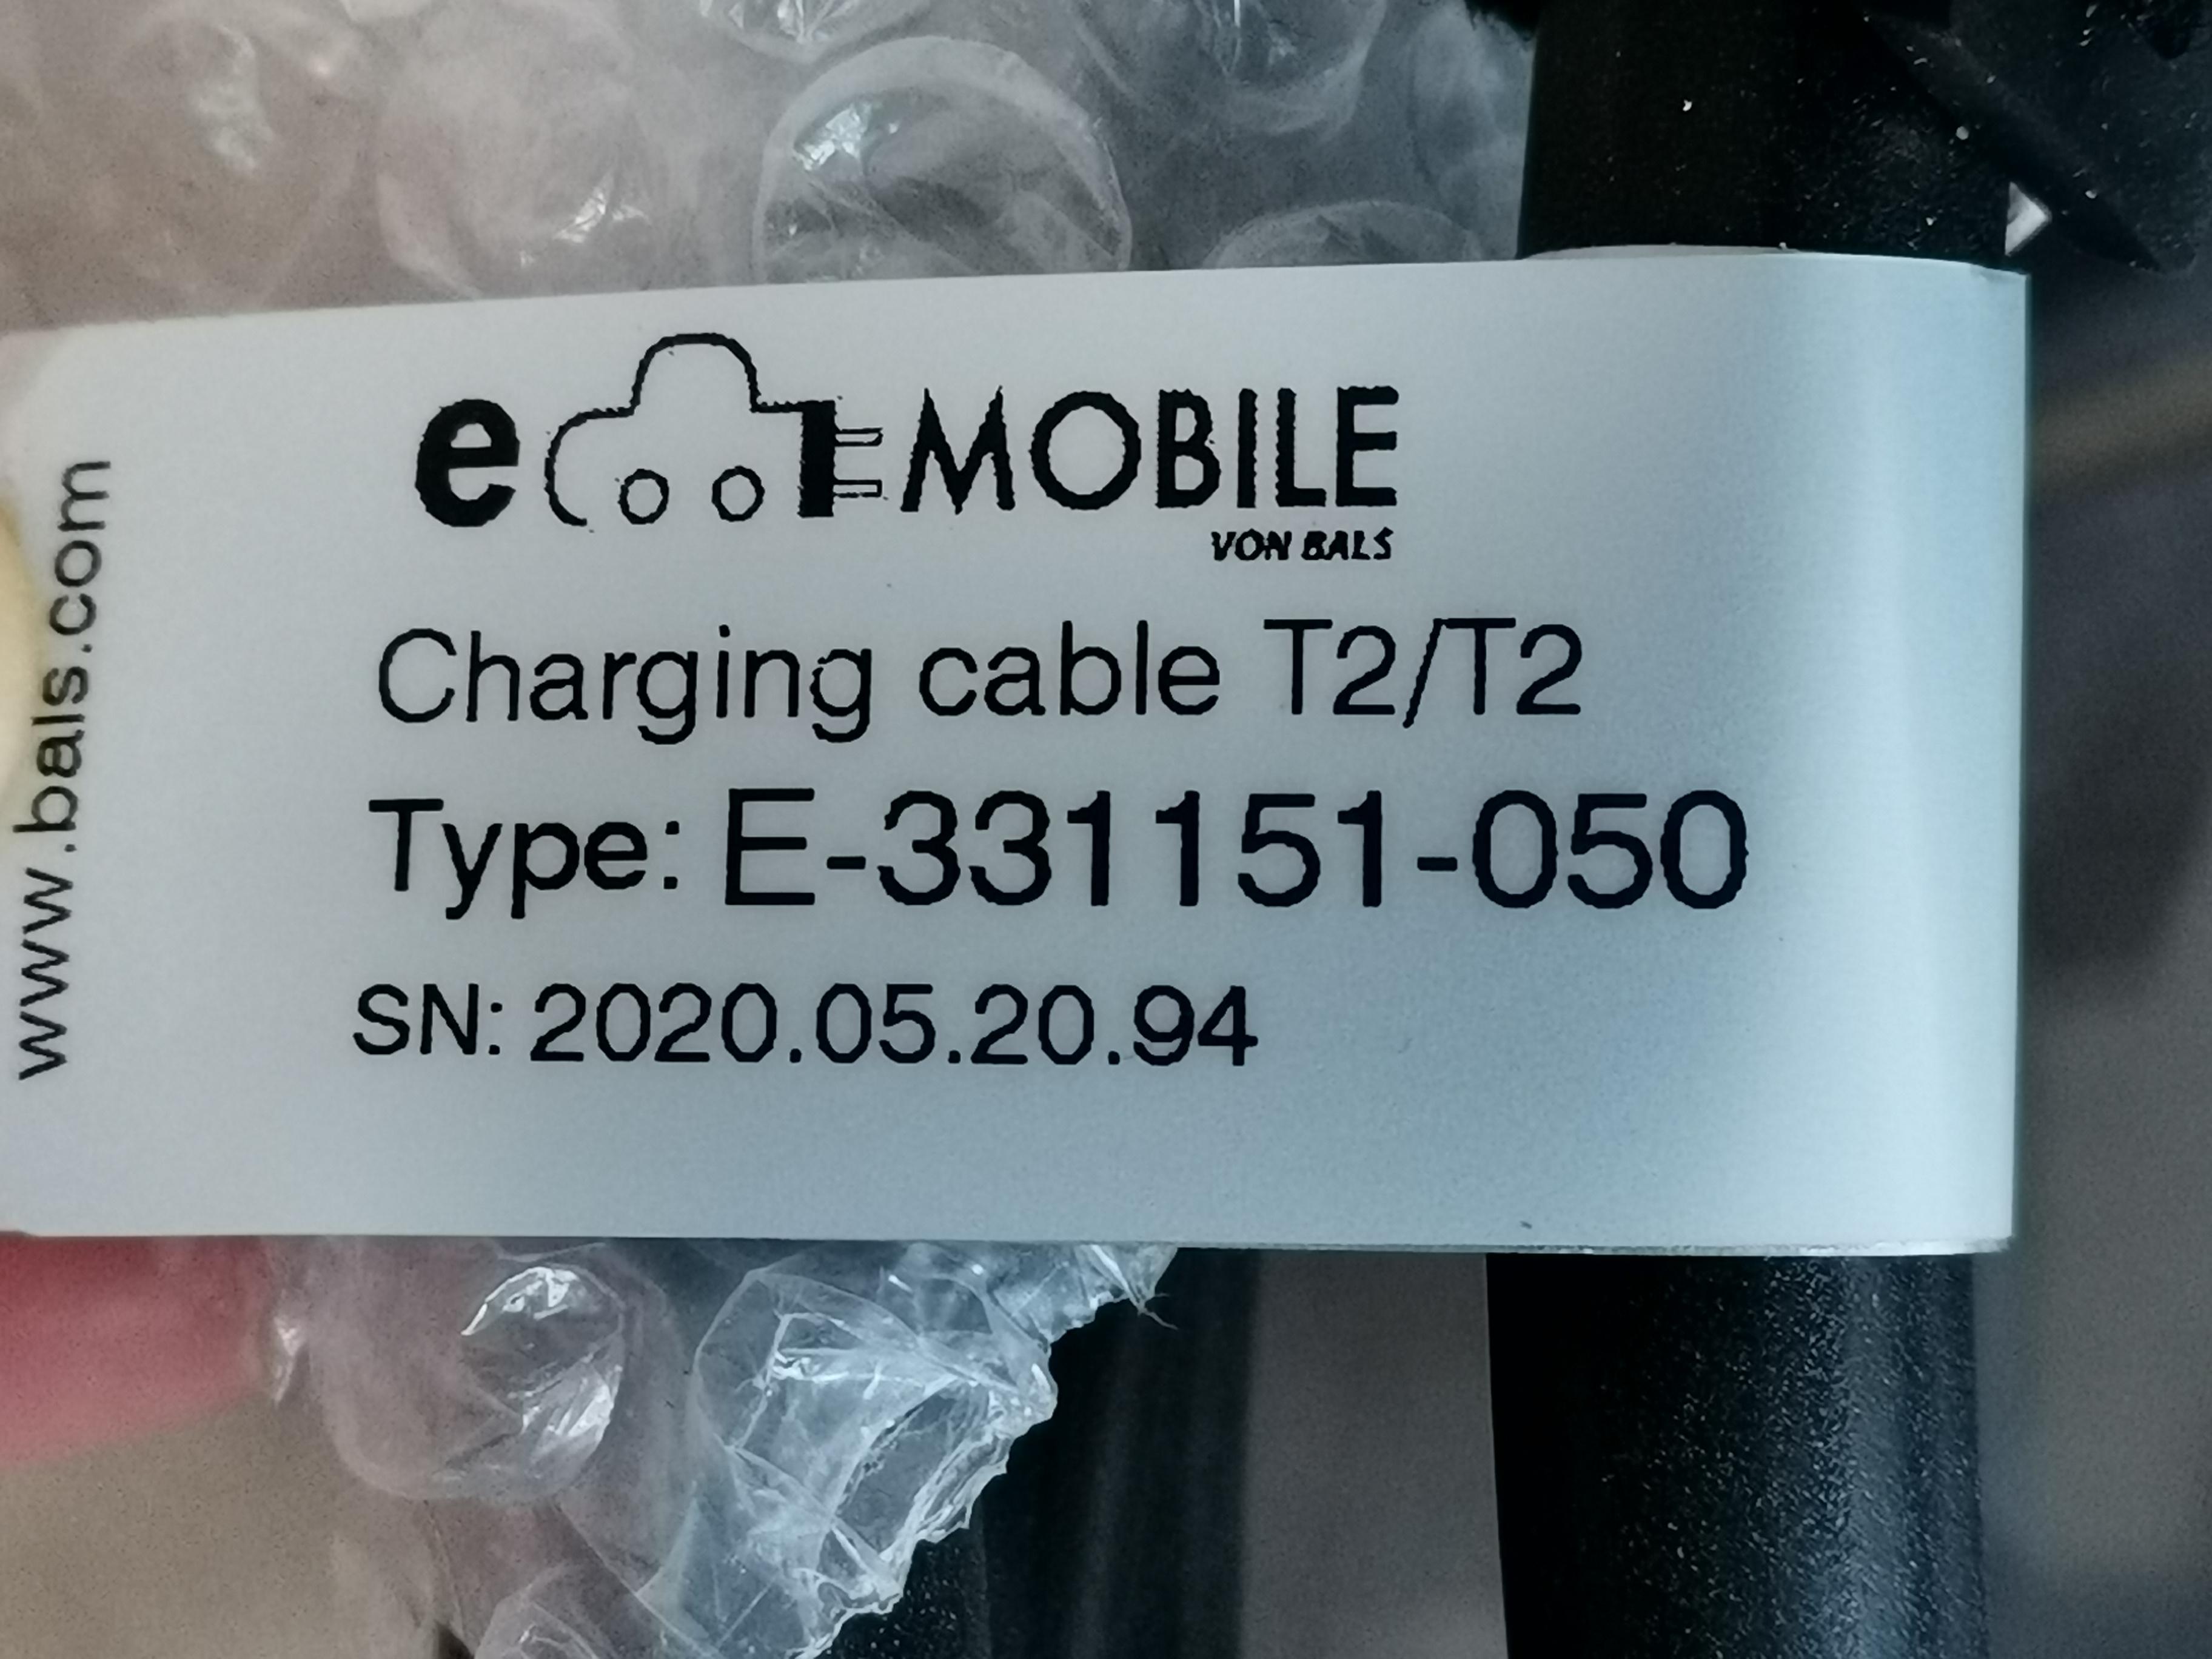 e MOBILE
VON BALS
Charging cable T2/T2
Type: E-331151-050
SN: 2020.05.20.94
www.bals.com